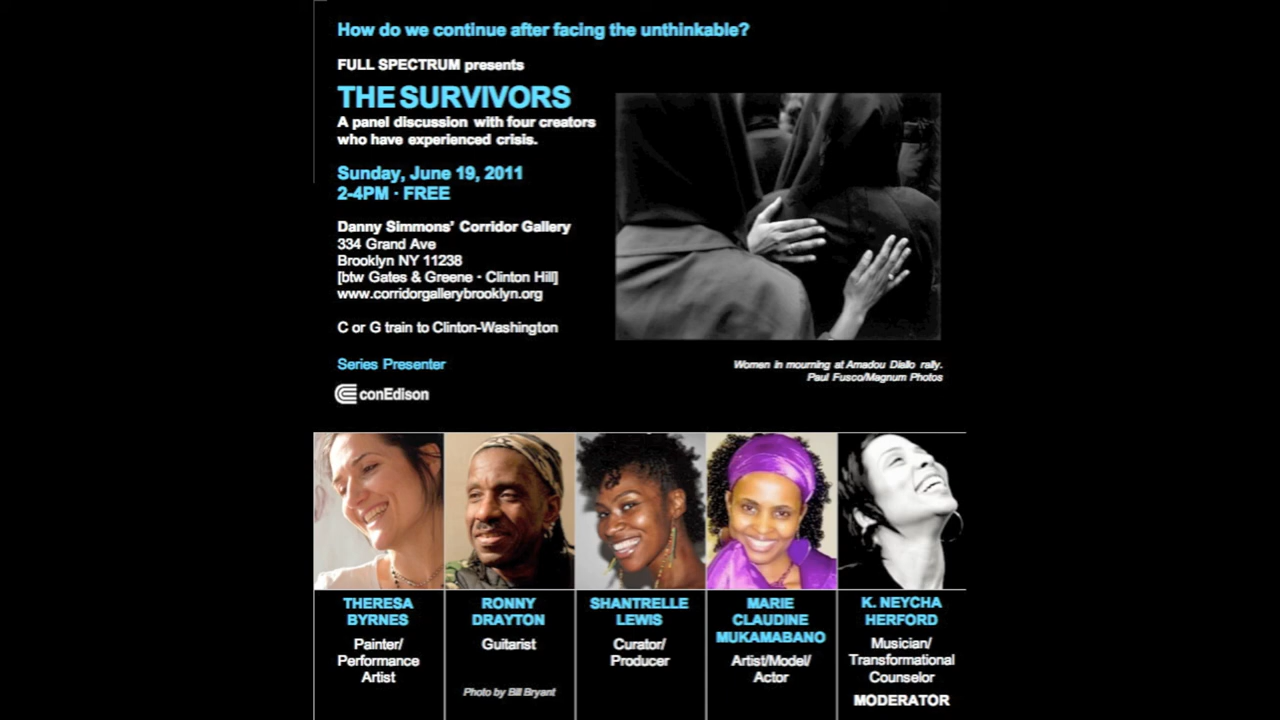 How do we continue after facing the unthinkable?
FULL SPECTRUM presents
THE SURVIVORS
A panel discussion with four creators
who have experienced crisis.
Sunday, June 19, 2011
2-4PM · FREE
Danny Simmons' Corridor Gallery
334 Grand Ave
Brooklyn NY 11238
[btw Gates & Greene · Clinton Hill]
www.corridorgallerybrooklyn.org
C or G train to Clinton-Washington
Series Presenter
conEdison
Women in mourning at Amadou Diallo rally.
Paul Fusco/Magnum Photos
THERESA
BYRNES
Painter/
Performance
Artist
RONNY
DRAYTON
Guitarist
Photo by Bill Bryant
SHANTRELLE
LEWIS
Curator/
Producer
MARIE
CLAUDINE
MUKAMABANO
Artist/Model/
Actor
K. NEYCHA
HERFORD
Musician/
Transformational
Counselor
MODERATOR